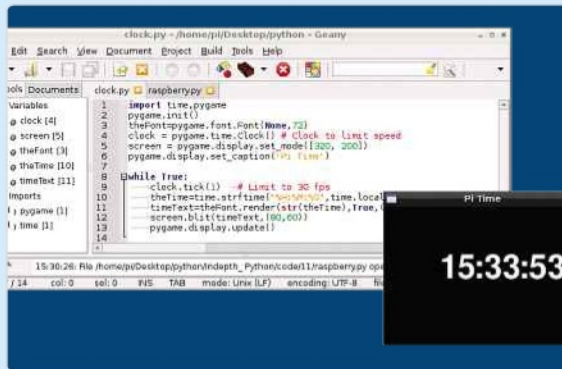 clock.py - /home/pi/Desktop/python - Geany
Edit Search View Document Project Build Tools Help
ols Documents
clock.py raspberry.py
Variables
clock [4]
screen [5]
theFont [3]
theTime [10]
timeText [11]
Imports
pygame [1]
time [1]
1 import time,pygame
2 pygame.init()
3 theFont=pygame.font.Font(None,72)
4 clock = pygame.time.Clock() # Clock to limit speed
5 screen = pygame.display.set_mode([320, 200])
6 pygame.display.set_caption('Pi Time')
7
8 while True:
9 clock.tick(1) # Limit to 30 fps
10 theTime=time.strftime("%H:%M:%S",time.local
11 timeText=theFont.render(str(theTime),True,(
12 screen.blit(timeText,(80,60))
13 pygame.display.update()
14
15:30:26: File /home/pi/Desktop/python/Indepth_Python/code/11/raspberry.py ope
/ 14 col: 0 sel: 0 INS TAB mode: Unix (LF) encoding: UTF-8
Pi Time
15:33:53